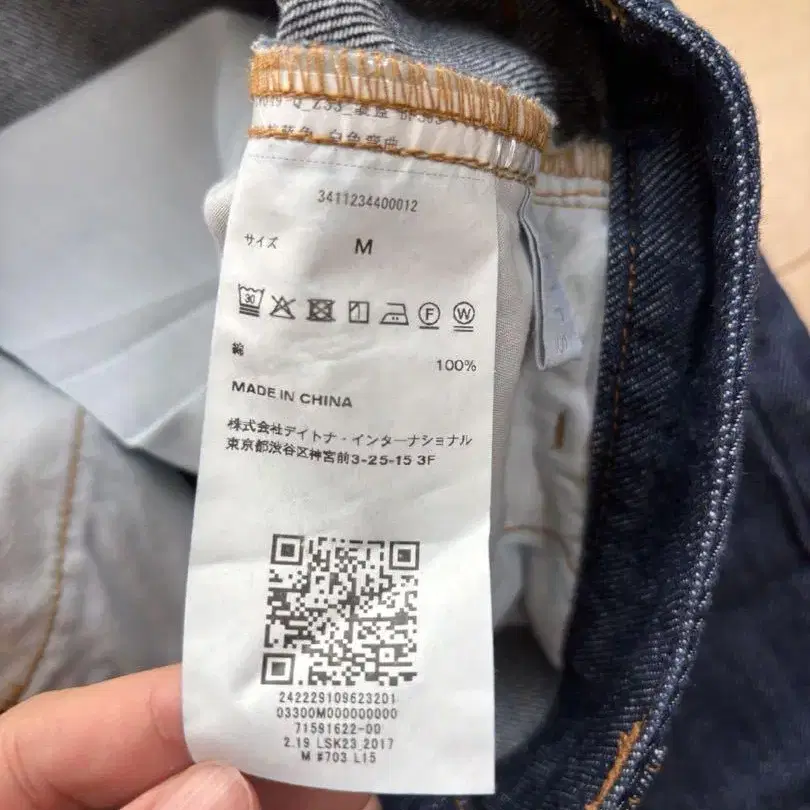 3411234400012
サイズ M
30
F W
綿 100%
MADE IN CHINA
株式会社デイトナ・インターナショナル
東京都渋谷区神宮前3-25-15 3F
242229109623201
03300M000000000
71591622-00
2.19 LSK23_2017
M #703 L15